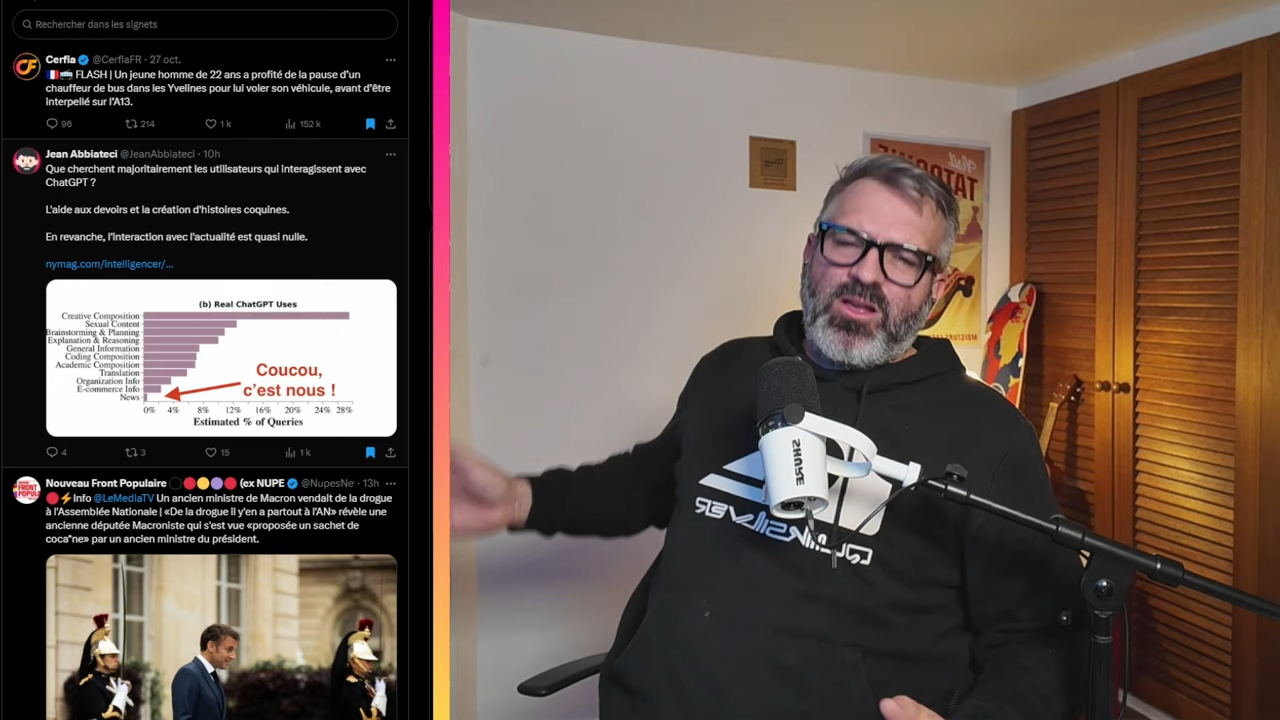 Rechercher dans les signets
Cerfia @CerfiaFR · 27 oct.
FLASH | Un jeune homme de 22 ans a profité de la pause d'un
chauffeur de bus dans les Yvelines pour lui voler son véhicule, avant d'être
interpellé sur l'A13.
96 214 1 k 152 k
Jean Abbiateci @JeanAbbiateci · 10h
Que cherchent majoritairement les utilisateurs qui interagissent avec
ChatGPT ?
L'aide aux devoirs et la création d'histoires coquines.
En revanche, l'interaction avec l'actualité est quasi nulle.
nymag.com/intelligencer/...
(b) Real ChatGPT Uses
Creative Composition
Sexual Content
Brainstorming & Planning
Explanation & Reasoning
General Information
Coding Composition
Academic Composition
Translation
Organization Info
E-commerce Info
News
Coucou,
c'est nous !
0% 4% 8% 12% 16% 20% 24% 28%
Estimated % of Queries
4 3 15 1 k
Nouveau Front Populaire (ex NUPE @NupesNe · 13h
Info @LeMediaTV Un ancien ministre de Macron vendait de la drogue
à l'Assemblée Nationale | «De la drogue il y'en a partout à l'AN» révèle une
ancienne députée Macroniste qui s'est vue «proposée un sachet de
coca*ne» par un ancien ministre du président.
Visit
TATOOINE
SHURE
QUIKSILVER